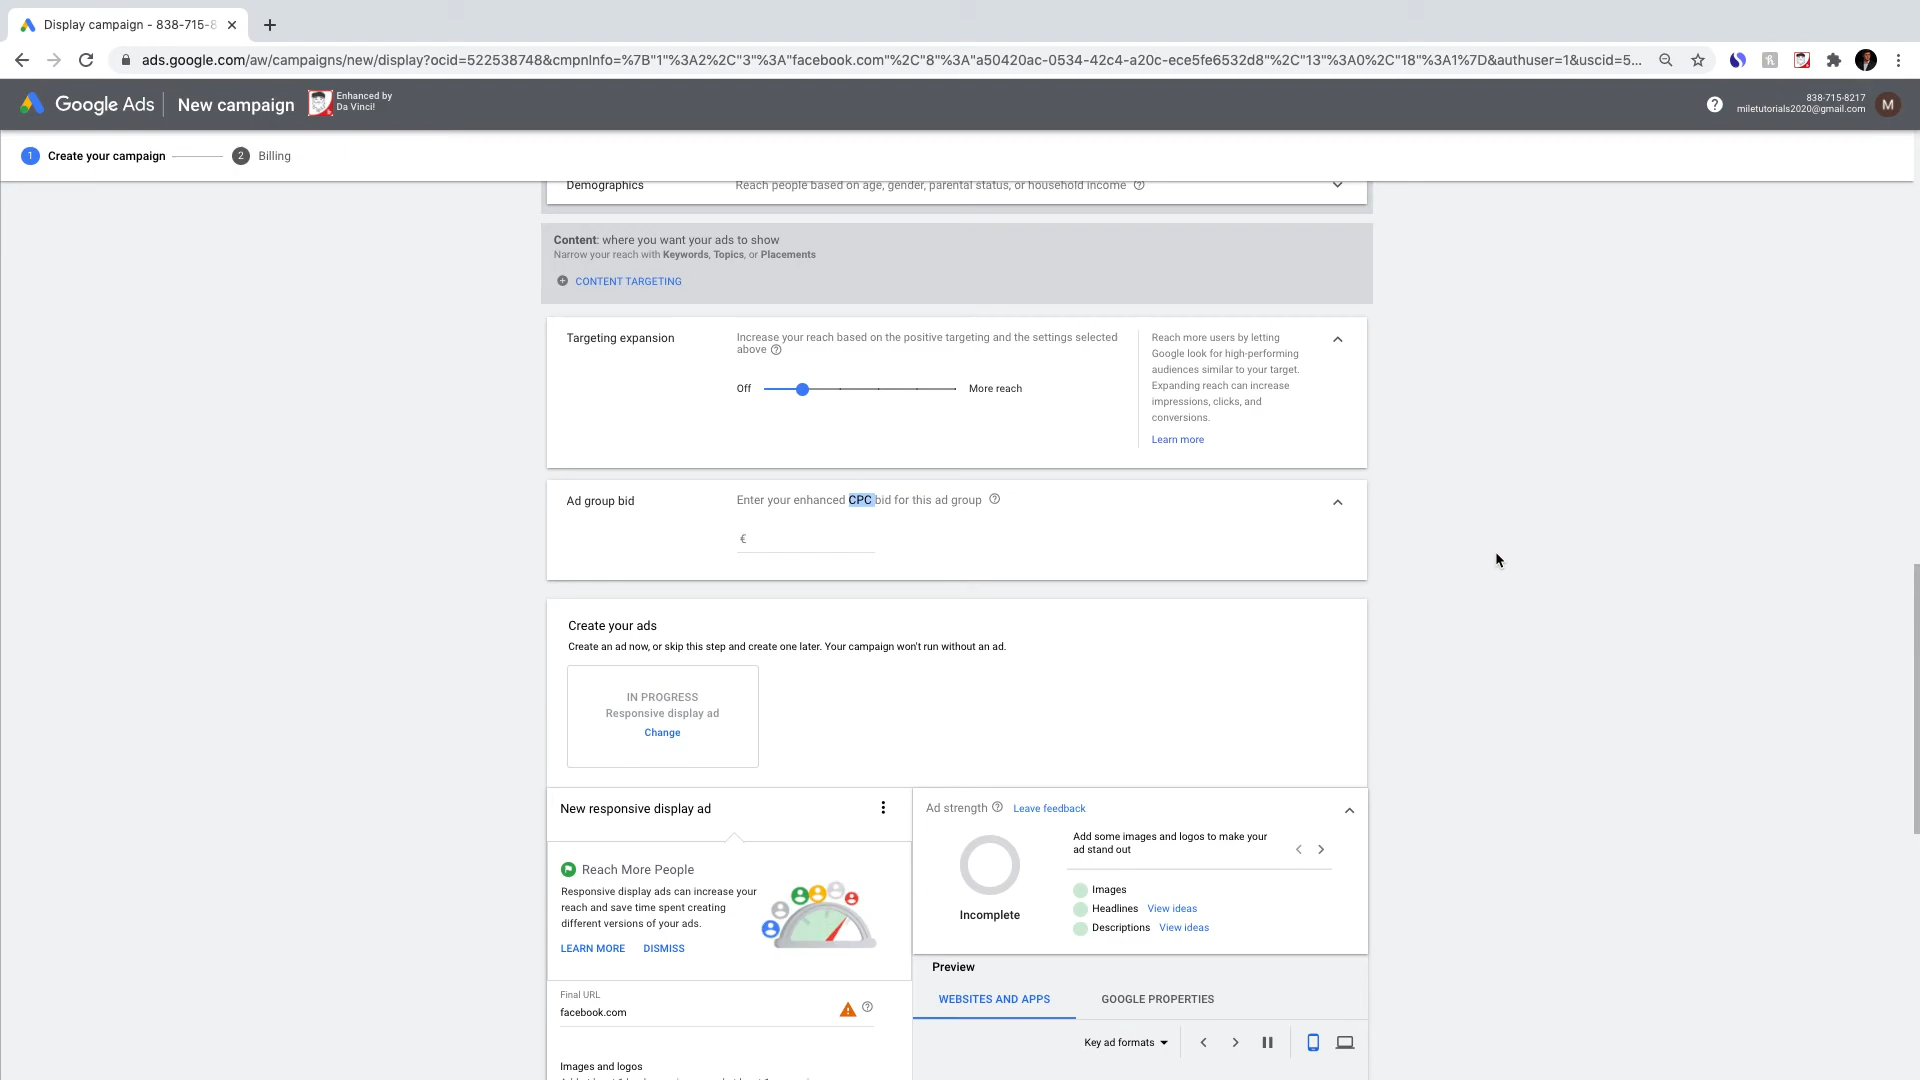 Display campaign - 838-715-8
ads.google.com/aw/campaigns/new/display?ocid=522538748&cmpnInfo=%7B"1"%3A2%2C"3"%3A"facebook.com"%2C"8"%3A"a50420ac-0534-42c4-a20c-ece5fe6532d8"%2C"13"%3A0%2C"18"%3A1%7D&authuser=1&uscid=5...
Google Ads
New campaign
Enhanced by
Da Vinci!
838-715-8217
miletutorials2020@gmail.com
M
1 Create your campaign
2 Billing
Demographics
Reach people based on age, gender, parental status, or household income
Content: where you want your ads to show
Narrow your reach with Keywords, Topics, or Placements
CONTENT TARGETING
Targeting expansion
Increase your reach based on the positive targeting and the settings selected
above
Off
More reach
Reach more users by letting
Google look for high-performing
audiences similar to your target.
Expanding reach can increase
impressions, clicks, and
conversions.
Learn more
Ad group bid
Enter your enhanced CPC bid for this ad group
€
Create your ads
Create an ad now, or skip this step and create one later. Your campaign won't run without an ad.
IN PROGRESS
Responsive display ad
Change
New responsive display ad
Reach More People
Responsive display ads can increase your
reach and save time spent creating
different versions of your ads.
LEARN MORE
DISMISS
Final URL
facebook.com
Images and logos
Ad strength
Leave feedback
Add some images and logos to make your
ad stand out
Incomplete
Images
Headlines View ideas
Descriptions View ideas
Preview
WEBSITES AND APPS
GOOGLE PROPERTIES
Key ad formats